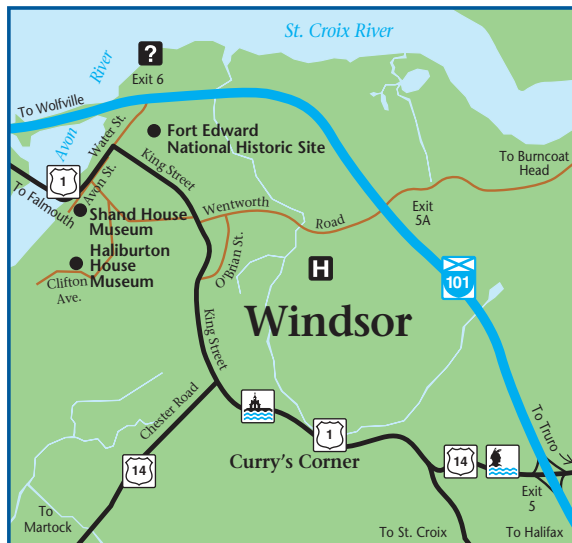 St. Croix River
?
River
Exit 6
To Wolfville
Water St.
Fort Edward
National Historic Site
Avon
King Street
To Burncoat
Head
1
Avon St.
To Falmouth
Wentworth
Road
Exit
5A
Shand House
Museum
O'Brian St.
Haliburton
House
Museum
H
Clifton
Ave.
101
King Street
Windsor
Chester Road
To Truro
1
Curry's Corner
14
14
Exit
5
To
Martock
To St. Croix
To Halifax